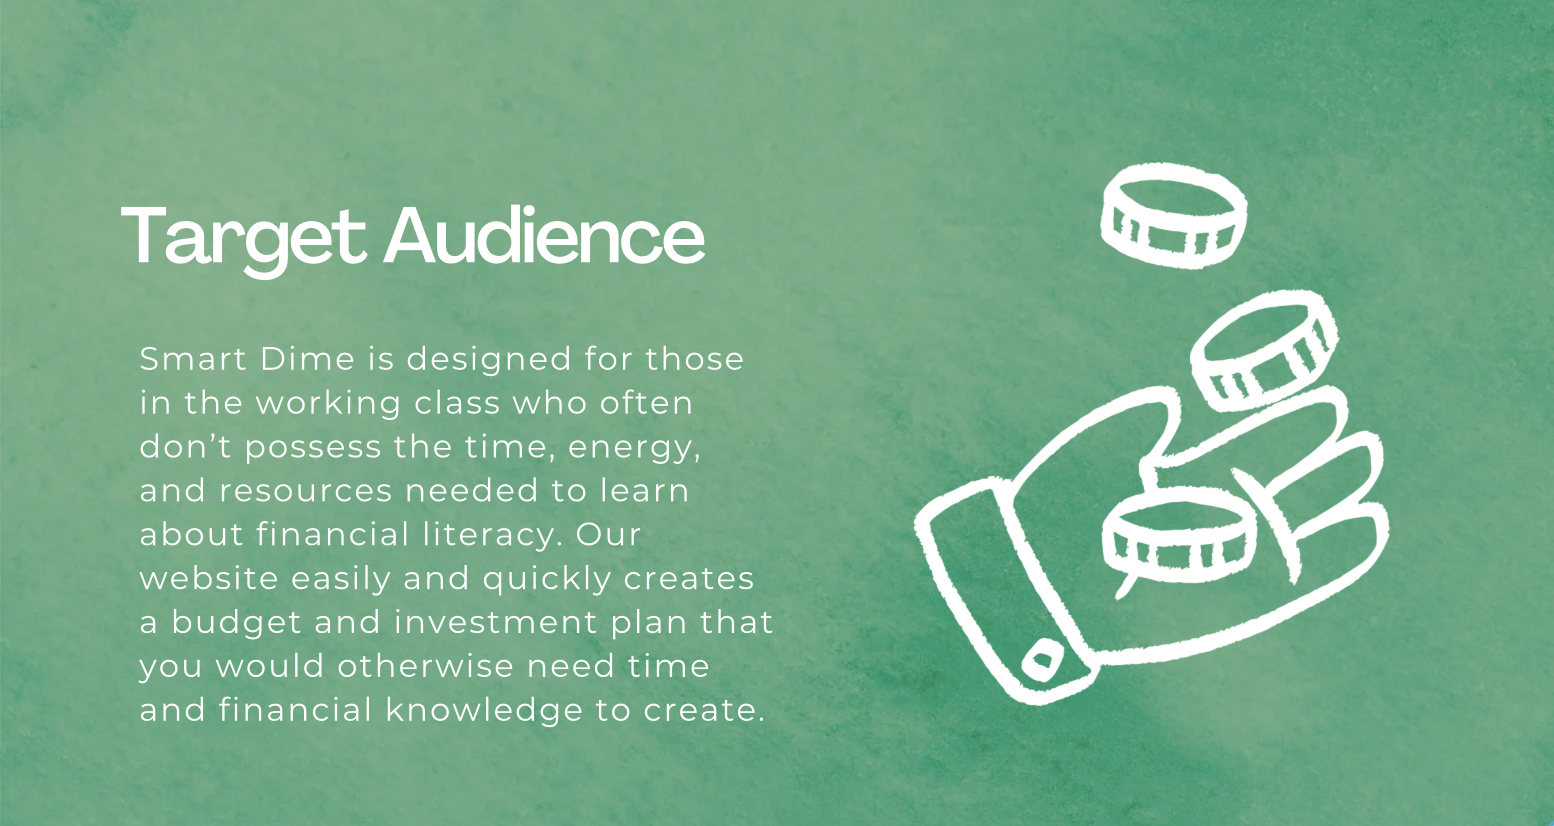 Target Audience
Smart Dime is designed for those
in the working class who often
don’t possess the time, energy,
and resources needed to learn
about financial literacy. Our
website easily and quickly creates
a budget and investment plan that
you would otherwise need time
and financial knowledge to create.